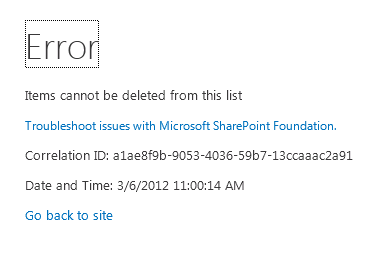 Error
Items cannot be deleted from this list
Troubleshoot issues with Microsoft SharePoint Foundation.
Correlation ID: a1ae8f9b-9053-4036-59b7-13ccaaac2a91
Date and Time: 3/6/2012 11:00:14 AM
Go back to site